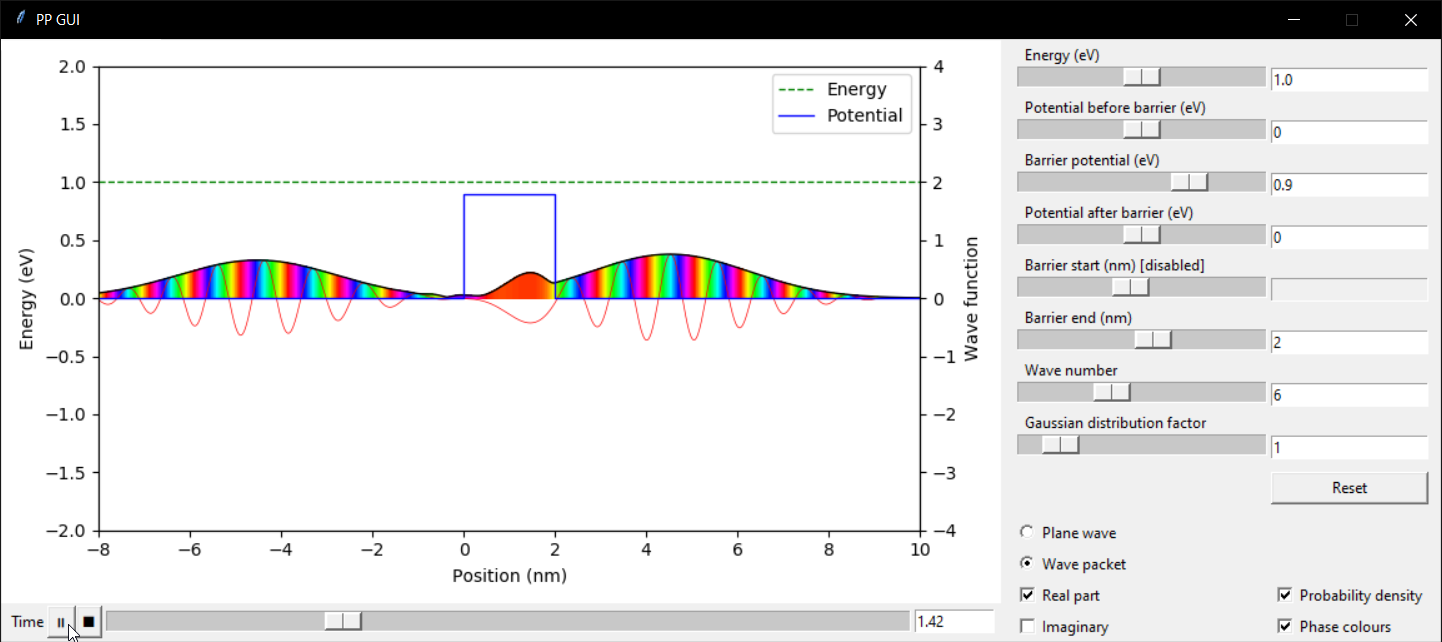 PP GUI
2.0
1.5
1.0
0.5
0.0
−0.5
−1.0
−1.5
−2.0
Energy (eV)
−8
−6
−4
−2
0
2
4
6
8
10
Position (nm)
4
3
2
1
0
−1
−2
−3
−4
Wave function
Energy
Potential
Energy (eV)
1.0
Potential before barrier (eV)
0
Barrier potential (eV)
0.9
Potential after barrier (eV)
0
Barrier start (nm) [disabled]
Barrier end (nm)
2
Wave number
6
Gaussian distribution factor
1
Reset
Plane wave
Wave packet
Real part
Probability density
Imaginary
Phase colours
Time
1.42